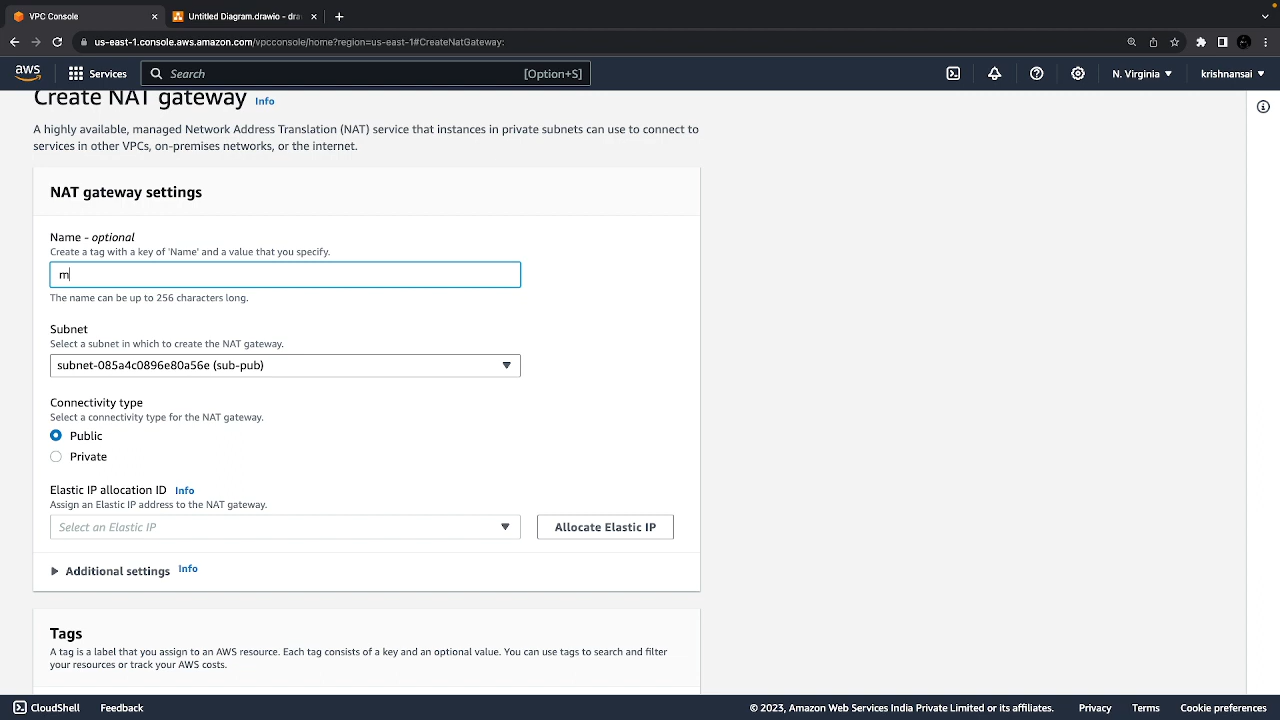 VPC Console
Untitled Diagram.drawio - dra
us-east-1.console.aws.amazon.com/vpcconsole/home?region=us-east-1#CreateNatGateway:
aws
Services
Search
[Option+S]
N. Virginia
krishnansai
Create NAT gateway Info
A highly available, managed Network Address Translation (NAT) service that instances in private subnets can use to connect to
services in other VPCs, on-premises networks, or the internet.
NAT gateway settings
Name - optional
Create a tag with a key of 'Name' and a value that you specify.
m
The name can be up to 256 characters long.
Subnet
Select a subnet in which to create the NAT gateway.
subnet-085a4c0896e80a56e (sub-pub)
Connectivity type
Select a connectivity type for the NAT gateway.
Public
Private
Elastic IP allocation ID Info
Assign an Elastic IP address to the NAT gateway.
Select an Elastic IP
Allocate Elastic IP
Additional settings Info
Tags
A tag is a label that you assign to an AWS resource. Each tag consists of a key and an optional value. You can use tags to search and filter
your resources or track your AWS costs.
CloudShell
Feedback
© 2023, Amazon Web Services India Private Limited or its affiliates.
Privacy
Terms
Cookie preferences